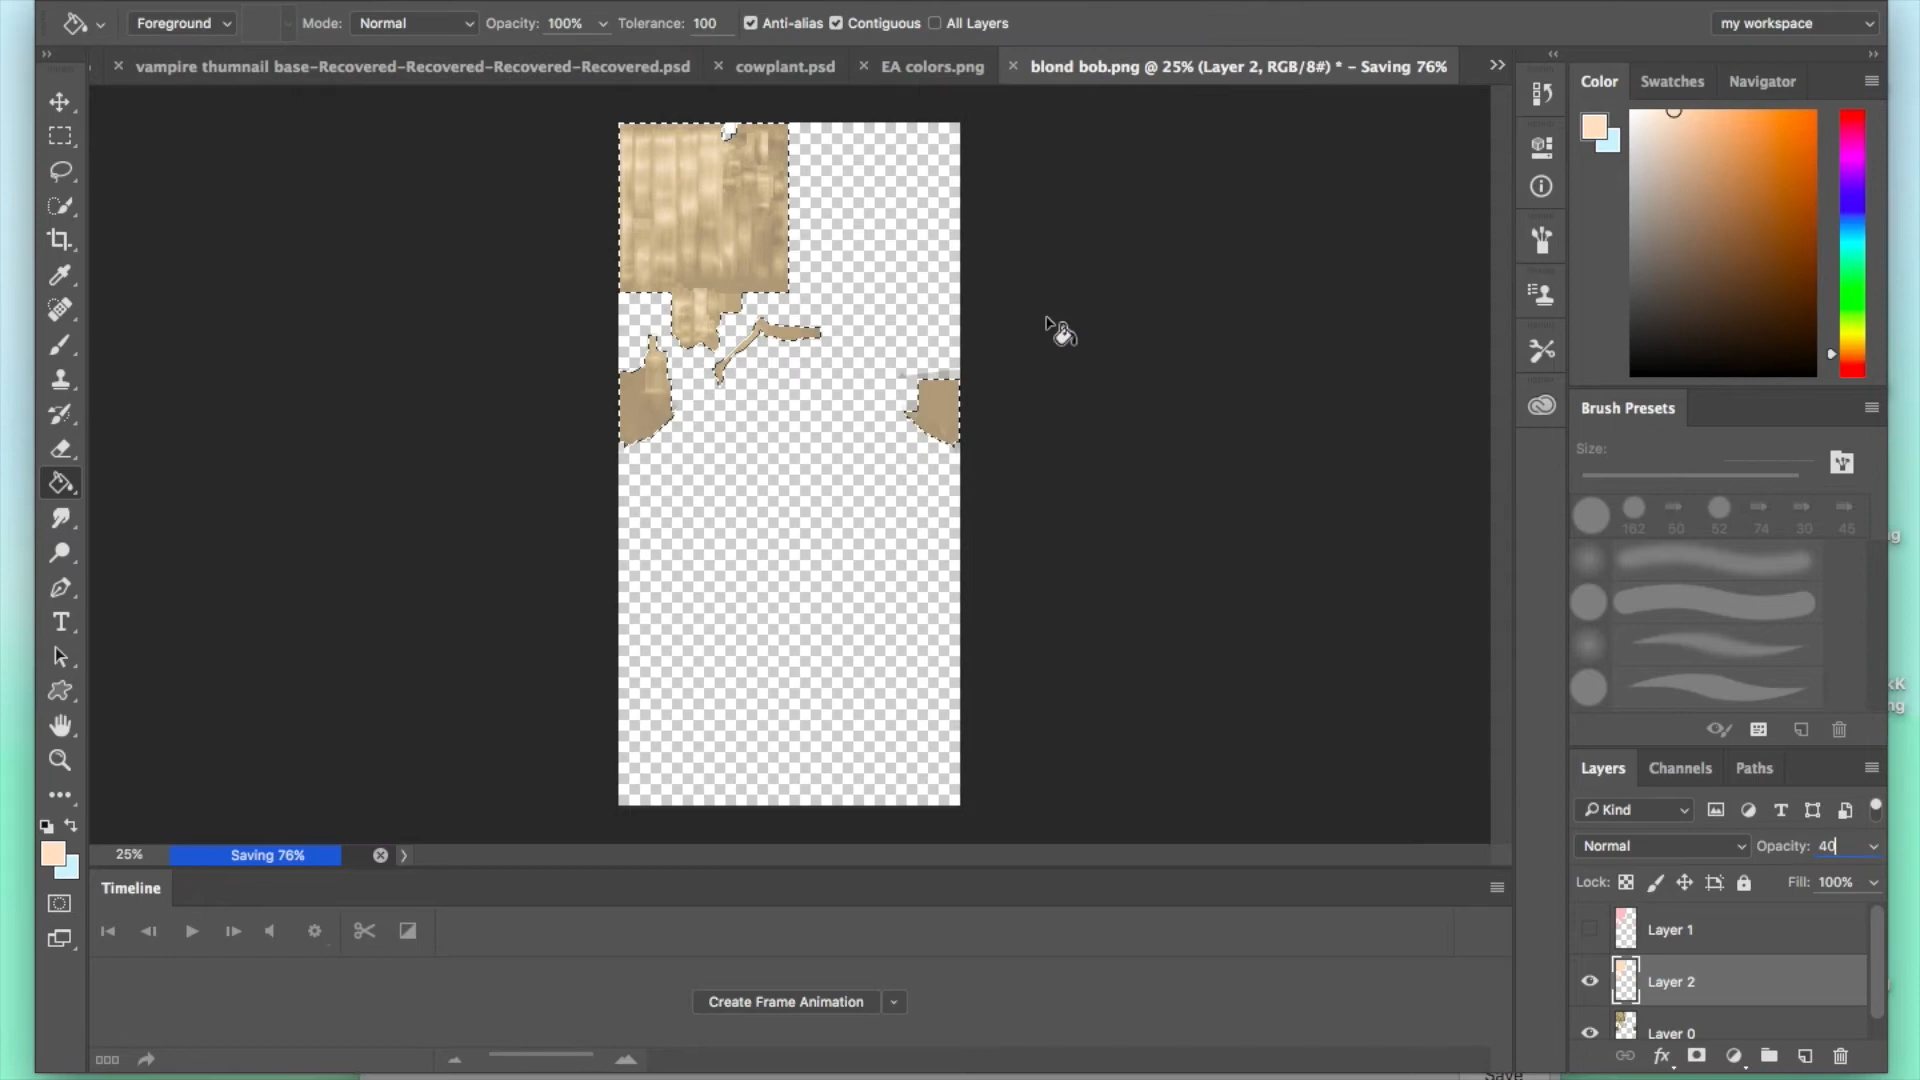 Foreground Mode: Normal Opacity: 100% Tolerance: 100 Anti-alias Contiguous All Layers my workspace
vampire thumnail base-Recovered-Recovered-Recovered-Recovered.psd cowplant.psd EA colors.png blond bob.png @ 25% (Layer 2, RGB/8#) * – Saving 76%
Color Swatches Navigator
Brush Presets
Size:
162 50 52 74 30 45
Layers Channels Paths
Kind
Normal Opacity: 40
Lock: Fill: 100%
Layer 1
Layer 2
Layer 0
fx
25% Saving 76%
Timeline
Create Frame Animation
Save